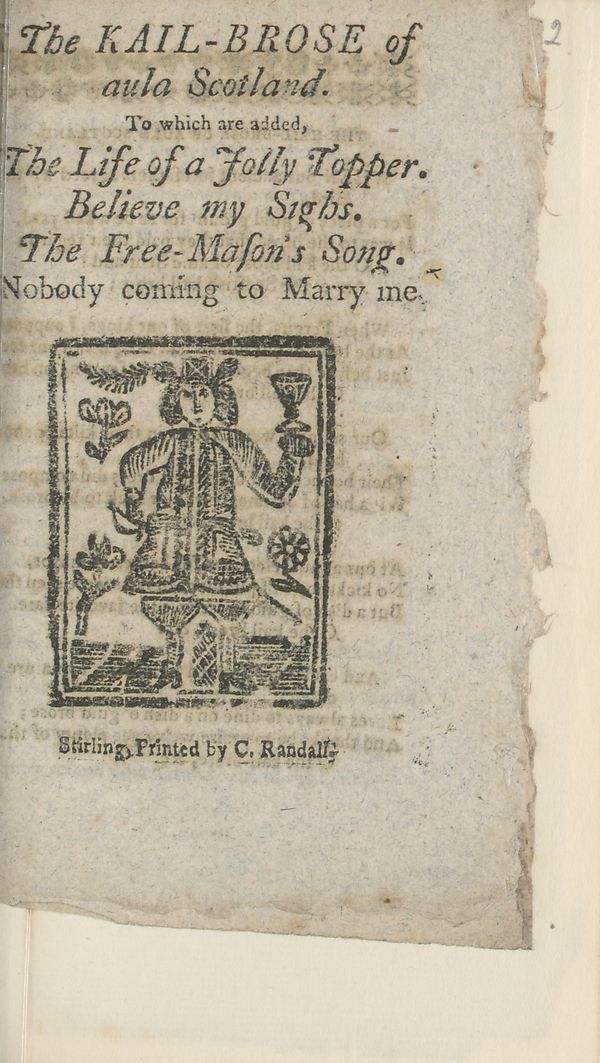 The KAIL-BROSE of
aula Scotland.
To which are added,
The Life of a Jolly Topper.
Believe my Sighs.
The Free-Maſon's Song.
Nobody coming to Marry me.
Stirling, Printed by C. Randall.
2